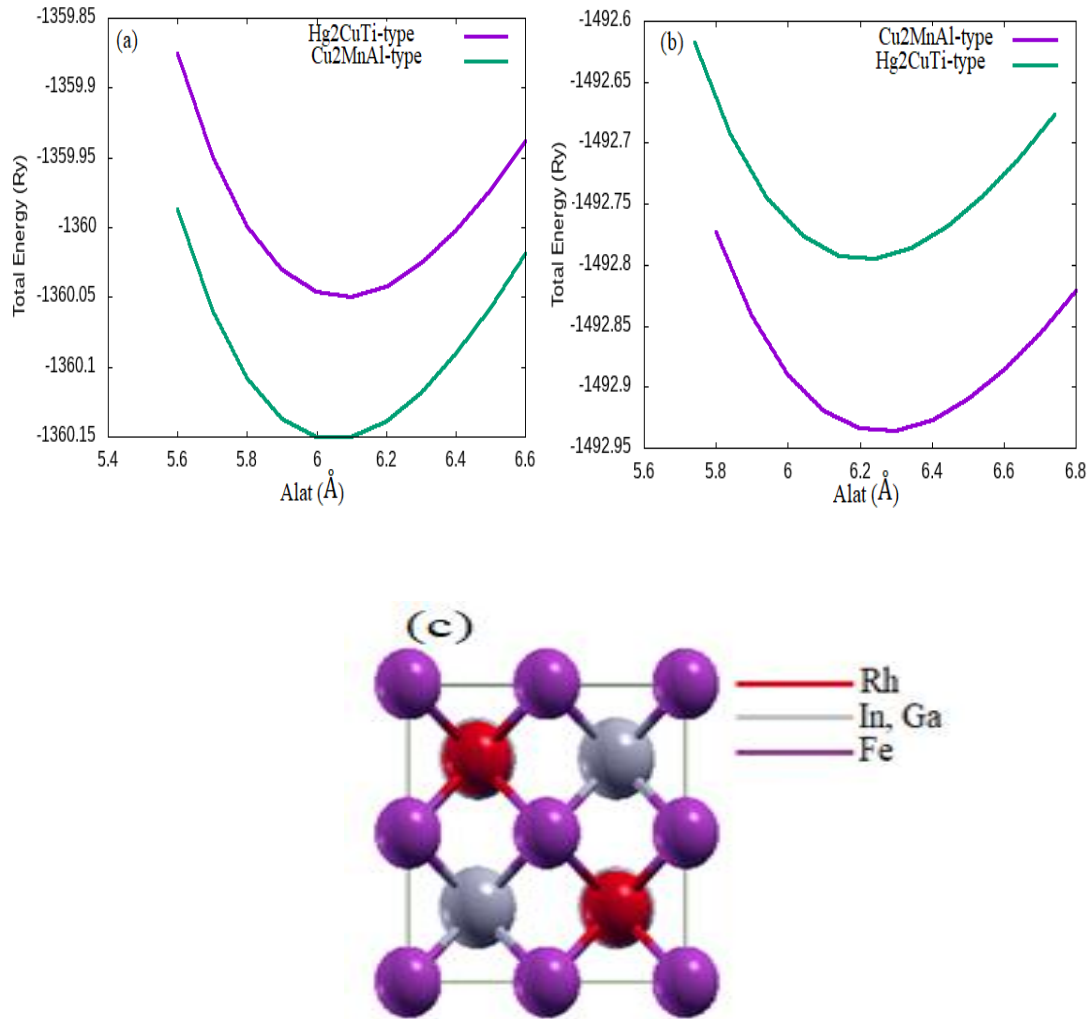 (a)
Hg2CuTi-type
Cu2MnAl-type
Total Energy (Ry)
-1359.85
-1359.9
-1359.95
-1360
-1360.05
-1360.1
-1360.15
5.4 5.6 5.8 6 6.2 6.4 6.6
Alat (Å)
(b)
Cu2MnAl-type
Hg2CuTi-type
Total Energy (Ry)
-1492.6
-1492.65
-1492.7
-1492.75
-1492.8
-1492.85
-1492.9
-1492.95
5.6 5.8 6 6.2 6.4 6.6 6.8
Alat (Å)
(c)
Rh
In, Ga
Fe